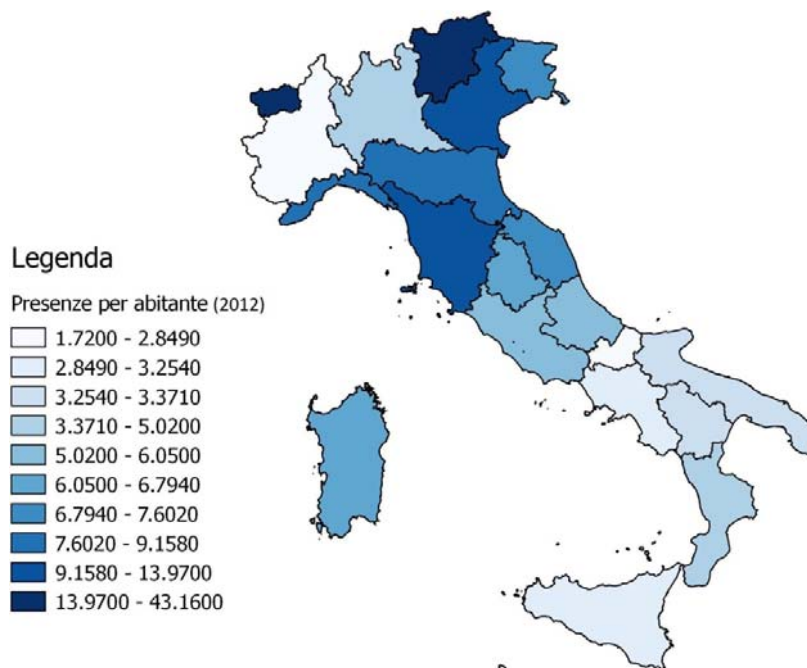 Legenda
Presenze per abitante (2012)
1.7200 - 2.8490
2.8490 - 3.2540
3.2540 - 3.3710
3.3710 - 5.0200
5.0200 - 6.0500
6.0500 - 6.7940
6.7940 - 7.6020
7.6020 - 9.1580
9.1580 - 13.9700
13.9700 - 43.1600